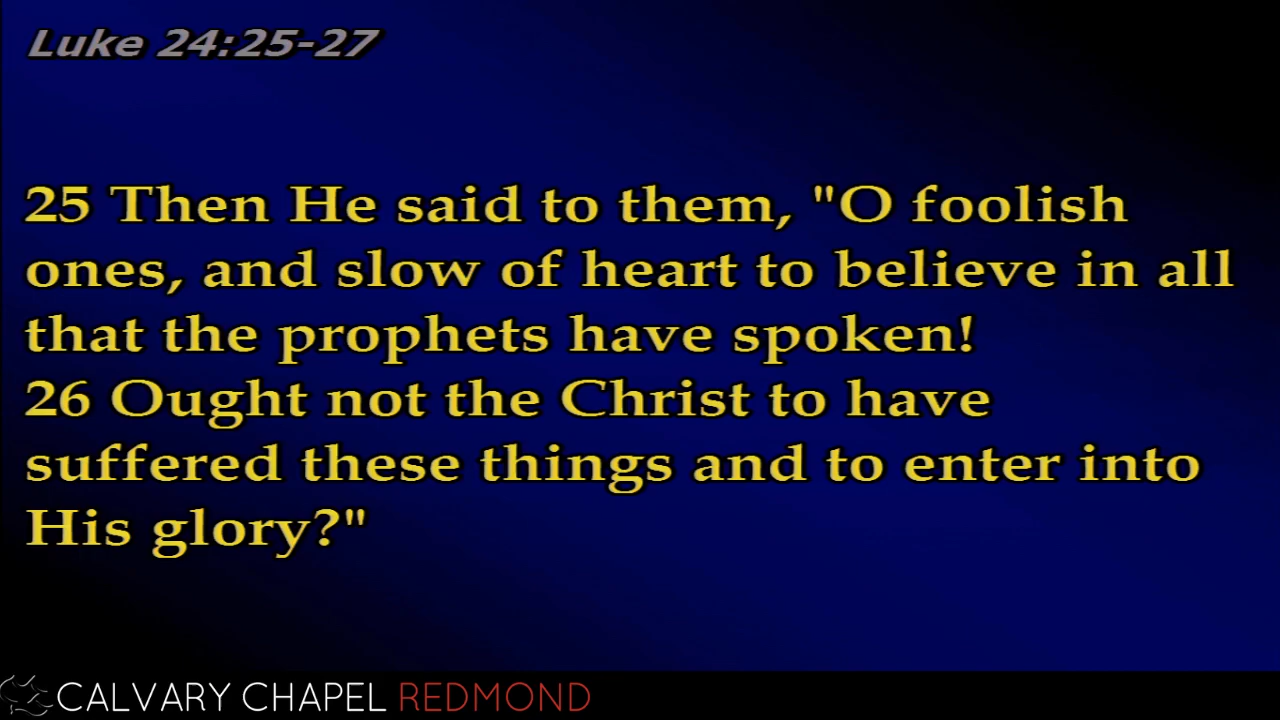 Luke 24:25-27
25 Then He said to them, "O foolish
ones, and slow of heart to believe in all
that the prophets have spoken!
26 Ought not the Christ to have
suffered these things and to enter into
His glory?"
CALVARY CHAPEL REDMOND